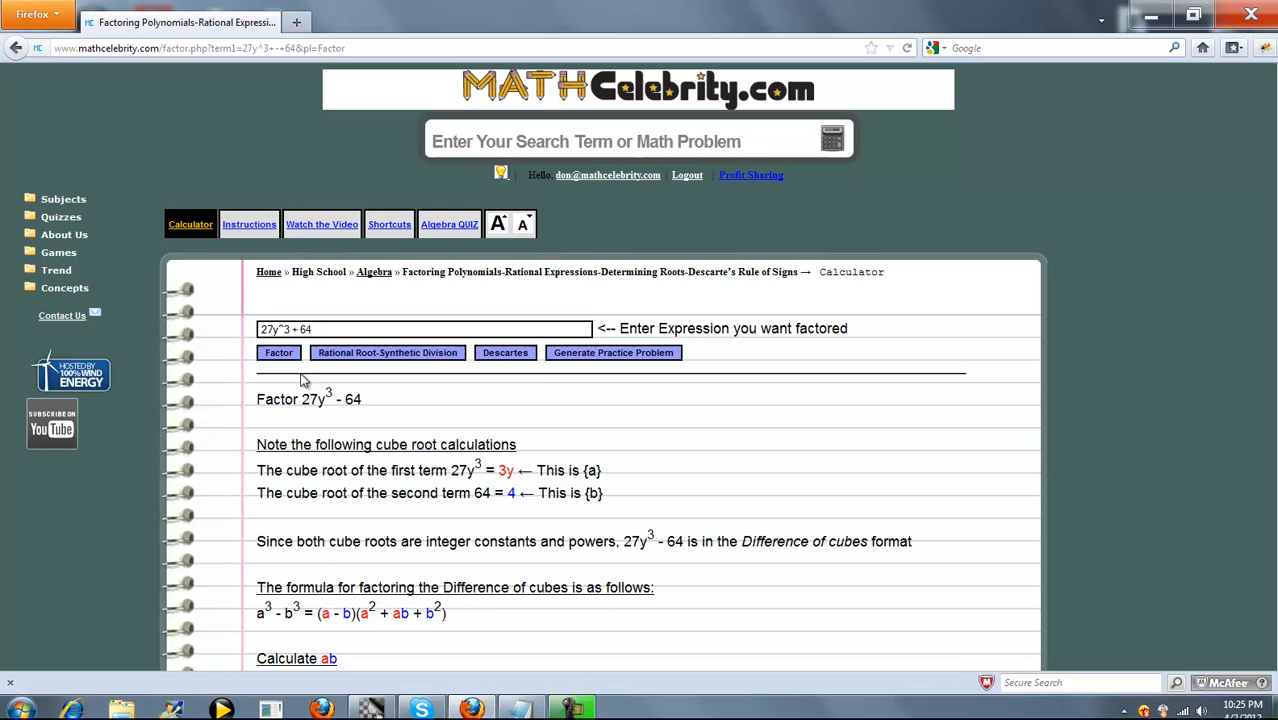 Firefox
Factoring Polynomials-Rational Expressi...
www.mathcelebrity.com/factor.php?term1=27y^3+-+64&pl=Factor
Google
MATHCelebrity.com
Enter Your Search Term or Math Problem
| Hello, don@mathcelebrity.com | Logout | Profit Sharing
Subjects
Quizzes
About Us
Games
Trend
Concepts
Contact Us
HOSTED BY
100% WIND
ENERGY
SUBSCRIBE ON
YouTube
Calculator Instructions Watch the Video Shortcuts Algebra QUIZ A A
Home » High School » Algebra » Factoring Polynomials-Rational Expressions-Determining Roots-Descarte's Rule of Signs → Calculator
27y^3 + 64 <-- Enter Expression you want factored
Factor Rational Root-Synthetic Division Descartes Generate Practice Problem
Factor 27y³ - 64
Note the following cube root calculations
The cube root of the first term 27y³ = 3y ← This is {a}
The cube root of the second term 64 = 4 ← This is {b}
Since both cube roots are integer constants and powers, 27y³ - 64 is in the Difference of cubes format
The formula for factoring the Difference of cubes is as follows:
a³ - b³ = (a - b)(a² + ab + b²)
Calculate ab
× Secure Search McAfee
10:25 PM
4/2/2012